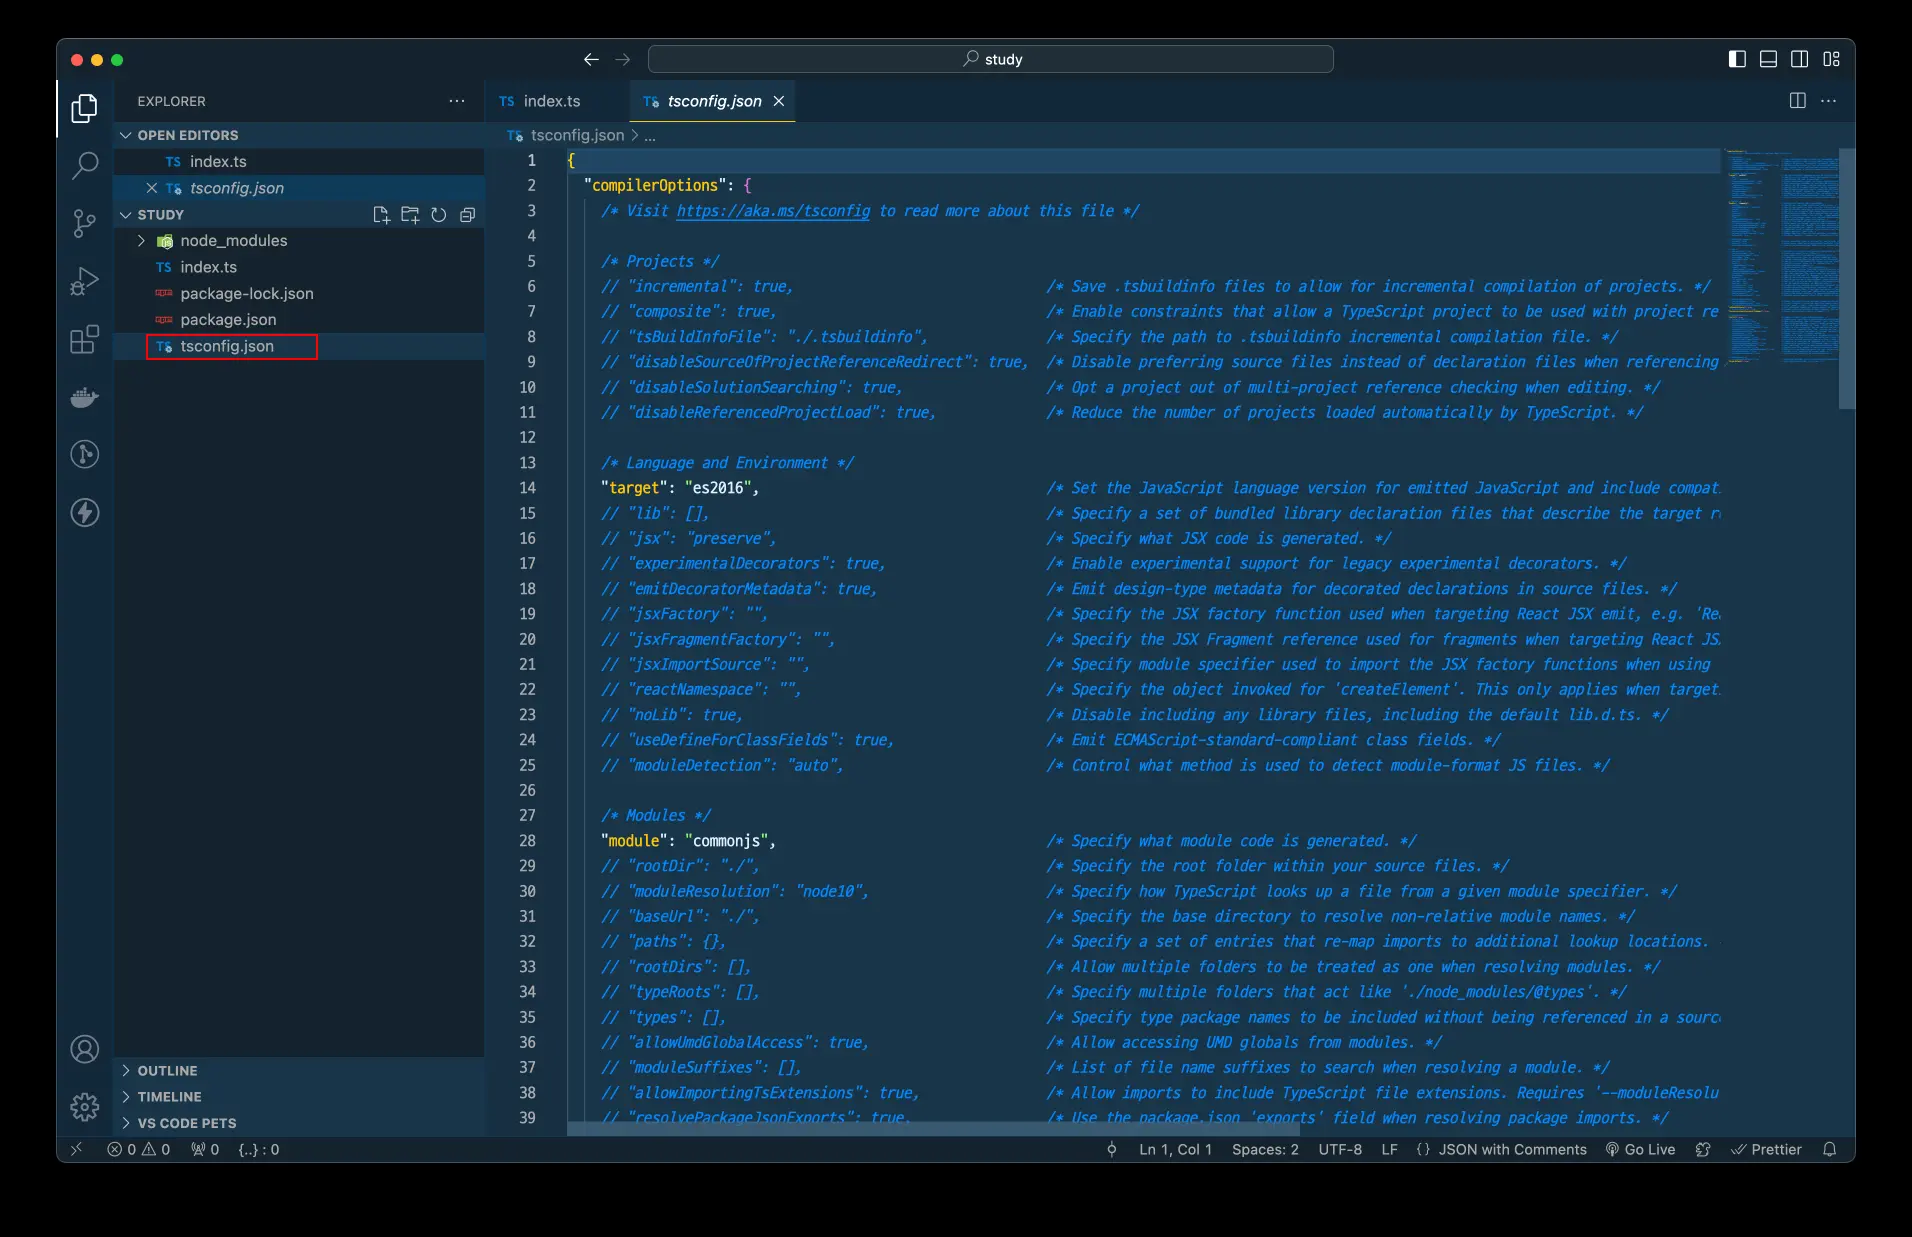 study
EXPLORER
TS index.ts
TS tsconfig.json
OPEN EDITORS
TS tsconfig.json > ...
TS index.ts
TS tsconfig.json
STUDY
node_modules
TS index.ts
package-lock.json
package.json
TS tsconfig.json
OUTLINE
TIMELINE
VS CODE PETS
1 {
2 "compilerOptions": {
3 /* Visit https://aka.ms/tsconfig to read more about this file */
4
5 /* Projects */
6 // "incremental": true, /* Save .tsbuildinfo files to allow for incremental compilation of projects. */
7 // "composite": true, /* Enable constraints that allow a TypeScript project to be used with project re
8 // "tsBuildInfoFile": "./.tsbuildinfo", /* Specify the path to .tsbuildinfo incremental compilation file. */
9 // "disableSourceOfProjectReferenceRedirect": true, /* Disable preferring source files instead of declaration files when referencing
10 // "disableSolutionSearching": true, /* Opt a project out of multi-project reference checking when editing. */
11 // "disableReferencedProjectLoad": true, /* Reduce the number of projects loaded automatically by TypeScript. */
12
13 /* Language and Environment */
14 "target": "es2016", /* Set the JavaScript language version for emitted JavaScript and include compat
15 // "lib": [], /* Specify a set of bundled library declaration files that describe the target r
16 // "jsx": "preserve", /* Specify what JSX code is generated. */
17 // "experimentalDecorators": true, /* Enable experimental support for legacy experimental decorators. */
18 // "emitDecoratorMetadata": true, /* Emit design-type metadata for decorated declarations in source files. */
19 // "jsxFactory": "", /* Specify the JSX factory function used when targeting React JSX emit, e.g. 'Re
20 // "jsxFragmentFactory": "", /* Specify the JSX Fragment reference used for fragments when targeting React JS
21 // "jsxImportSource": "", /* Specify module specifier used to import the JSX factory functions when using
22 // "reactNamespace": "", /* Specify the object invoked for 'createElement'. This only applies when target
23 // "noLib": true, /* Disable including any library files, including the default lib.d.ts. */
24 // "useDefineForClassFields": true, /* Emit ECMAScript-standard-compliant class fields. */
25 // "moduleDetection": "auto", /* Control what method is used to detect module-format JS files. */
26
27 /* Modules */
28 "module": "commonjs", /* Specify what module code is generated. */
29 // "rootDir": "./", /* Specify the root folder within your source files. */
30 // "moduleResolution": "node10", /* Specify how TypeScript looks up a file from a given module specifier. */
31 // "baseUrl": "./", /* Specify the base directory to resolve non-relative module names. */
32 // "paths": {}, /* Specify a set of entries that re-map imports to additional lookup locations.
33 // "rootDirs": [], /* Allow multiple folders to be treated as one when resolving modules. */
34 // "typeRoots": [], /* Specify multiple folders that act like './node_modules/@types'. */
35 // "types": [], /* Specify type package names to be included without being referenced in a sourc
36 // "allowUmdGlobalAccess": true, /* Allow accessing UMD globals from modules. */
37 // "moduleSuffixes": [], /* List of file name suffixes to search when resolving a module. */
38 // "allowImportingTsExtensions": true, /* Allow imports to include TypeScript file extensions. Requires '--moduleResolu
39 // "resolvePackageJsonExports": true, /* Use the package.json 'exports' field when resolving package imports. */
0 0 0 {..} : 0 Ln 1, Col 1 Spaces: 2 UTF-8 LF {} JSON with Comments Go Live Prettier